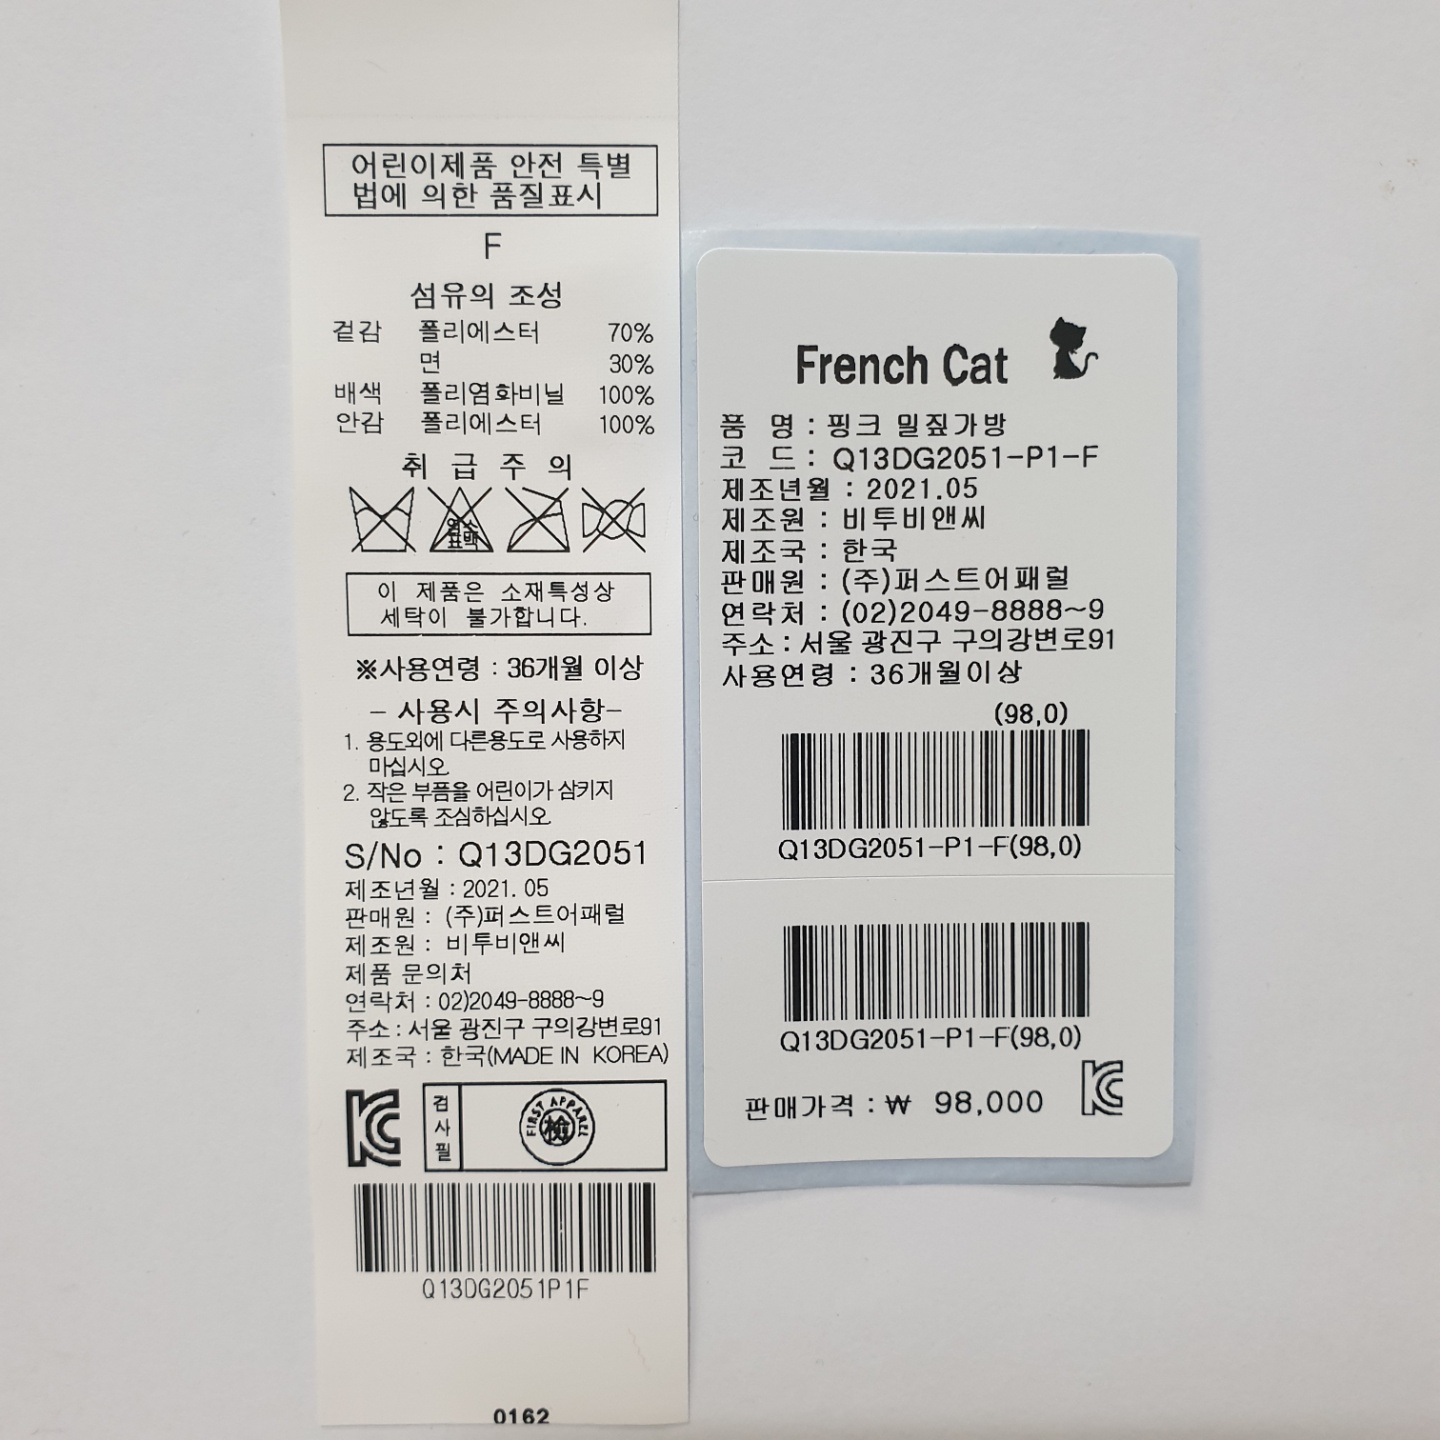 어린이제품 안전 특별
법에 의한 품질표시
F
섬유의 조성
겉감 폴리에스터 70%
면 30%
배색 폴리염화비닐 100%
안감 폴리에스터 100%
취 급 주 의
염소
표백
이 제품은 소재특성상
세탁이 불가합니다.
※사용연령 : 36개월 이상
- 사용시 주의사항-
1. 용도외에 다른용도로 사용하지
마십시오.
2. 작은 부품을 어린이가 삼키지
않도록 조심하십시오.
S/No : Q13DG2051
제조년월 : 2021. 05
판매원 : (주)퍼스트어패럴
제조원 : 비투비앤씨
제품 문의처
연락처 : 02)2049-8888~9
주소 : 서울 광진구 구의강변로91
제조국 : 한국(MADE IN KOREA)
KC
검사필
FIRST APPAREL
檢
Q13DG2051P1F
0162
French Cat
품 명 : 핑크 밀짚가방
코 드 : Q13DG2051-P1-F
제조년월 : 2021.05
제조원 : 비투비앤씨
제조국 : 한국
판매원 : (주)퍼스트어패럴
연락처 : (02)2049-8888~9
주소 : 서울 광진구 구의강변로91
사용연령 : 36개월이상
(98,0)
Q13DG2051-P1-F(98,0)
Q13DG2051-P1-F(98,0)
판매가격 : ₩ 98,000
KC